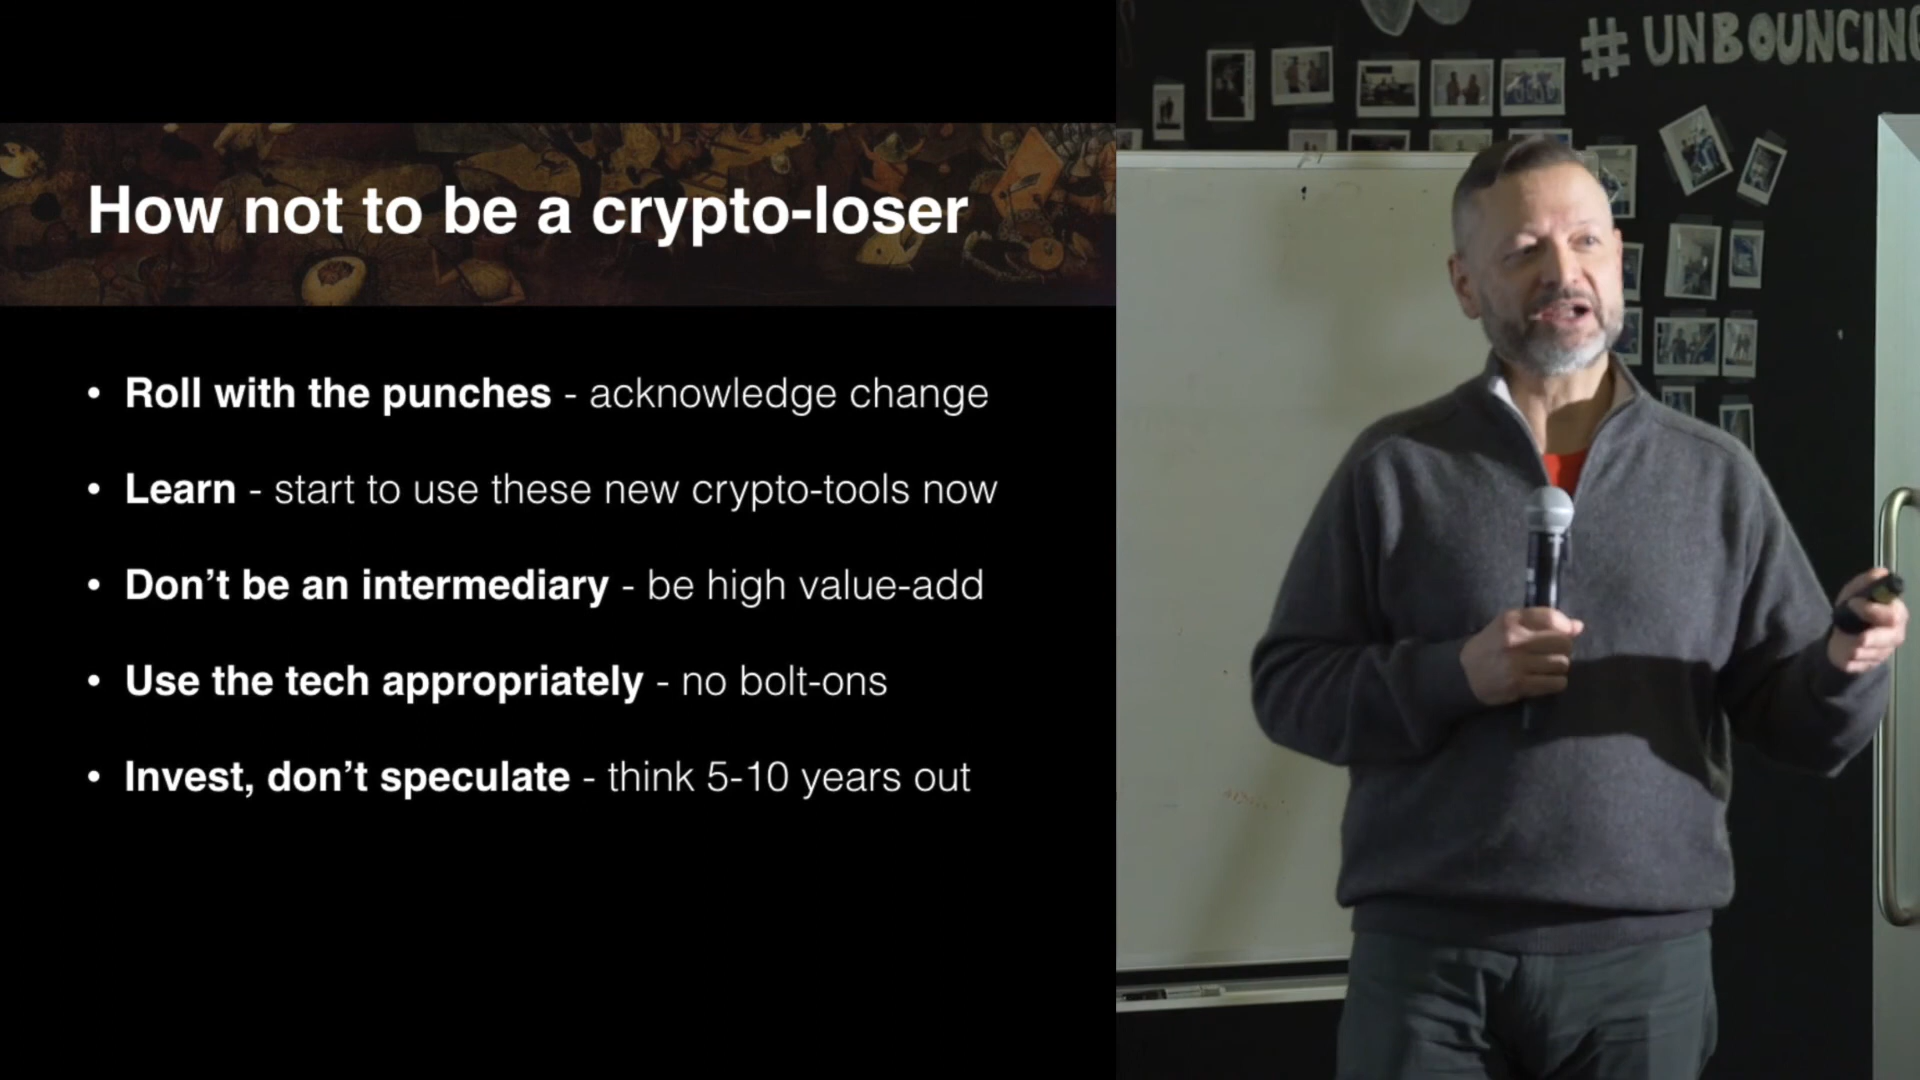 How not to be a crypto-loser
• Roll with the punches - acknowledge change
• Learn - start to use these new crypto-tools now
• Don’t be an intermediary - be high value-add
• Use the tech appropriately - no bolt-ons
• Invest, don’t speculate - think 5-10 years out
# UNBOUNCING